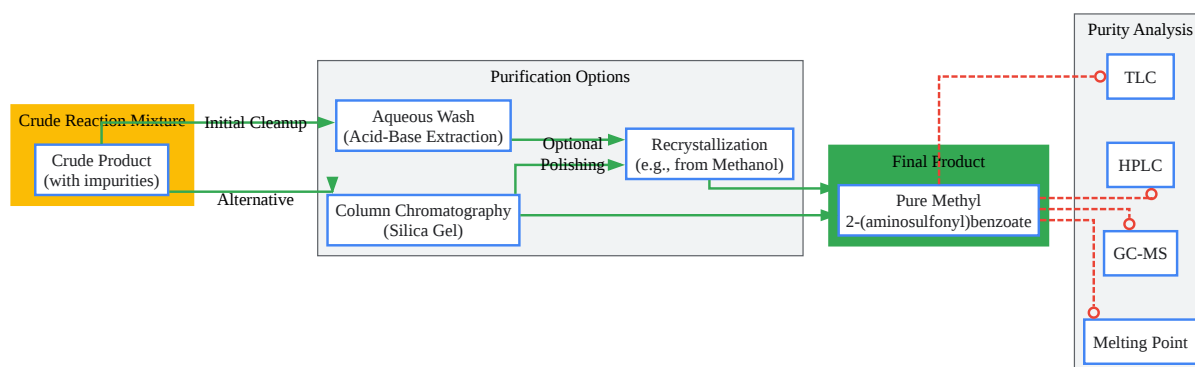 Crude Reaction Mixture
Crude Product
(with impurities)
Initial Cleanup
Alternative
Purification Options
Aqueous Wash
(Acid-Base Extraction)
Column Chromatography
(Silica Gel)
Optional
Polishing
Recrystallization
(e.g., from Methanol)
Final Product
Pure Methyl
2-(aminosulfonyl)benzoate
Purity Analysis
TLC
HPLC
GC-MS
Melting Point